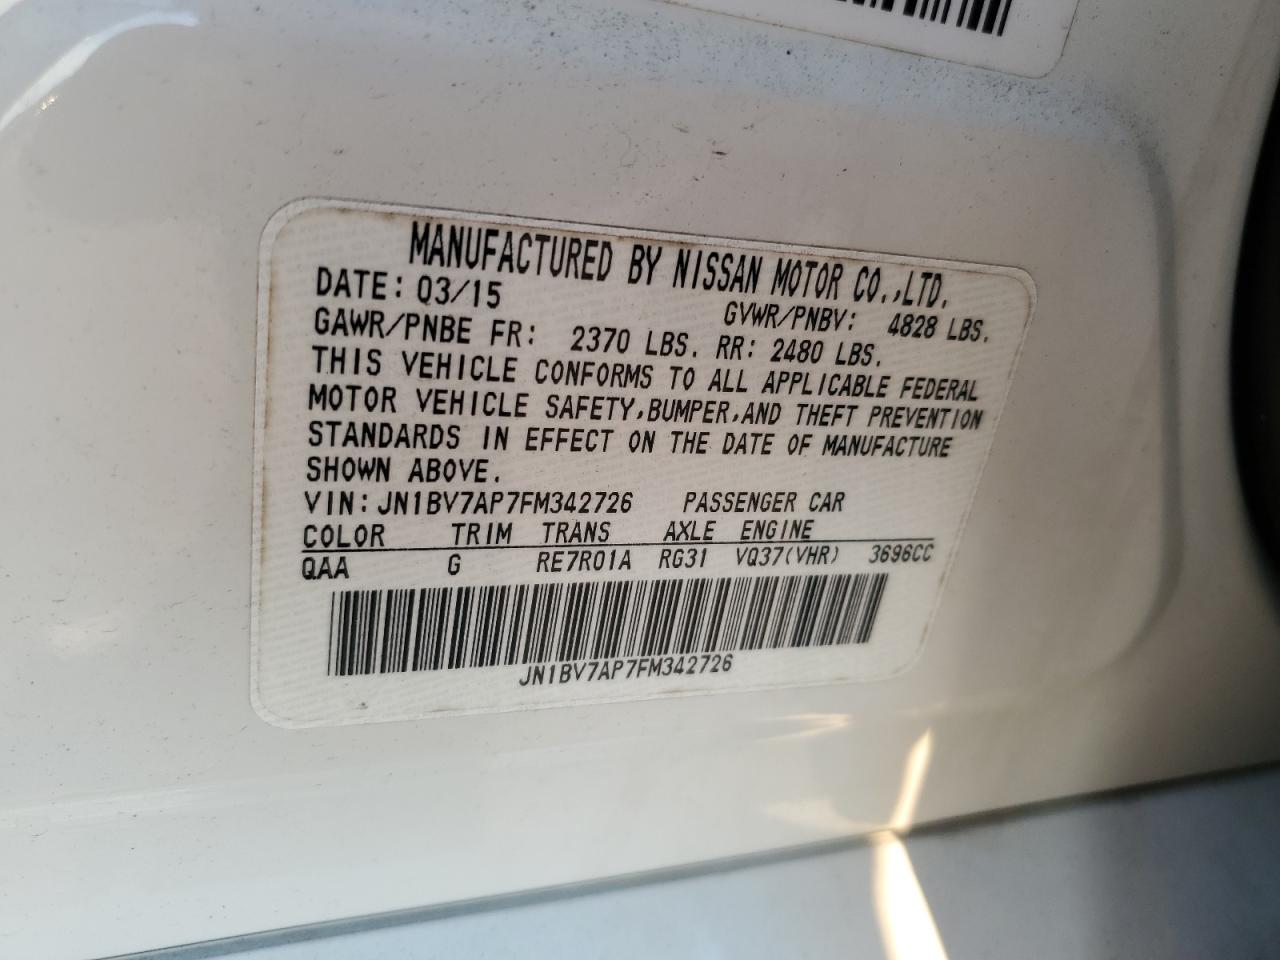 MANUFACTURED BY NISSAN MOTOR CO.,LTD.
DATE: 03/15 GVWR/PNBV: 4828 LBS.
GAWR/PNBE FR: 2370 LBS. RR: 2480 LBS.
THIS VEHICLE CONFORMS TO ALL APPLICABLE FEDERAL
MOTOR VEHICLE SAFETY,BUMPER,AND THEFT PREVENTION
STANDARDS IN EFFECT ON THE DATE OF MANUFACTURE
SHOWN ABOVE.
VIN: JN1BV7AP7FM342726 PASSENGER CAR
COLOR TRIM TRANS AXLE ENGINE
QAA G RE7R01A RG31 VQ37(VHR) 3696CC
JN1BV7AP7FM342726